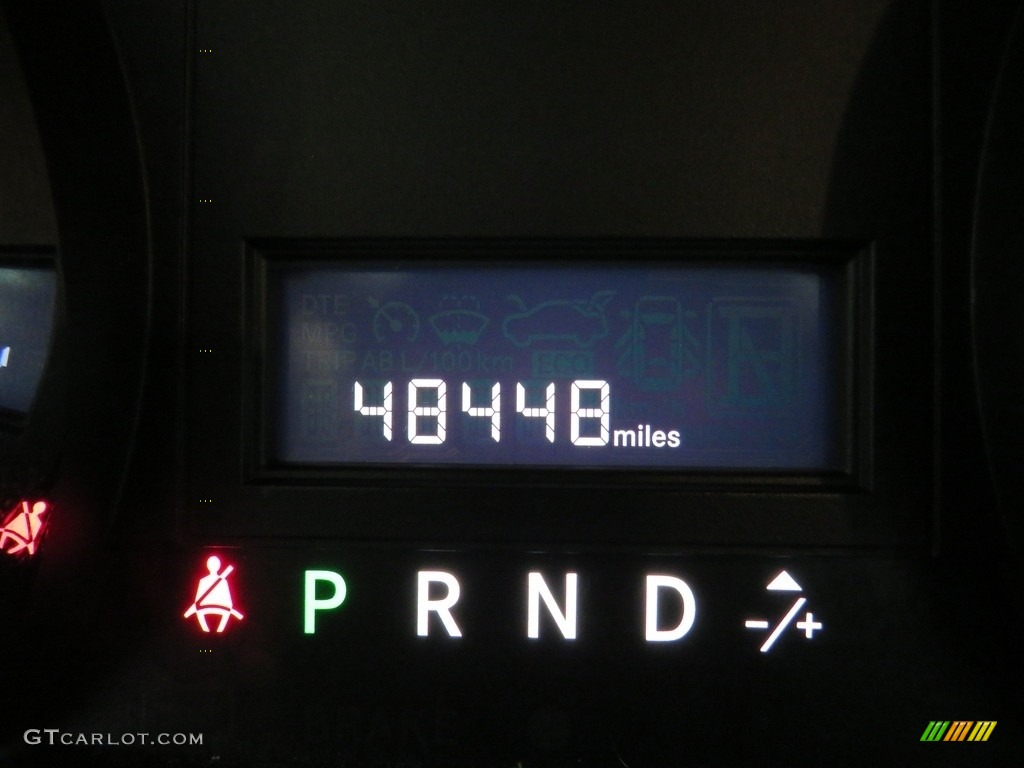 DTE
MPG
TRIP AB L/100km ECO
48448 miles
P R N D -/+
GTCARLOT.COM